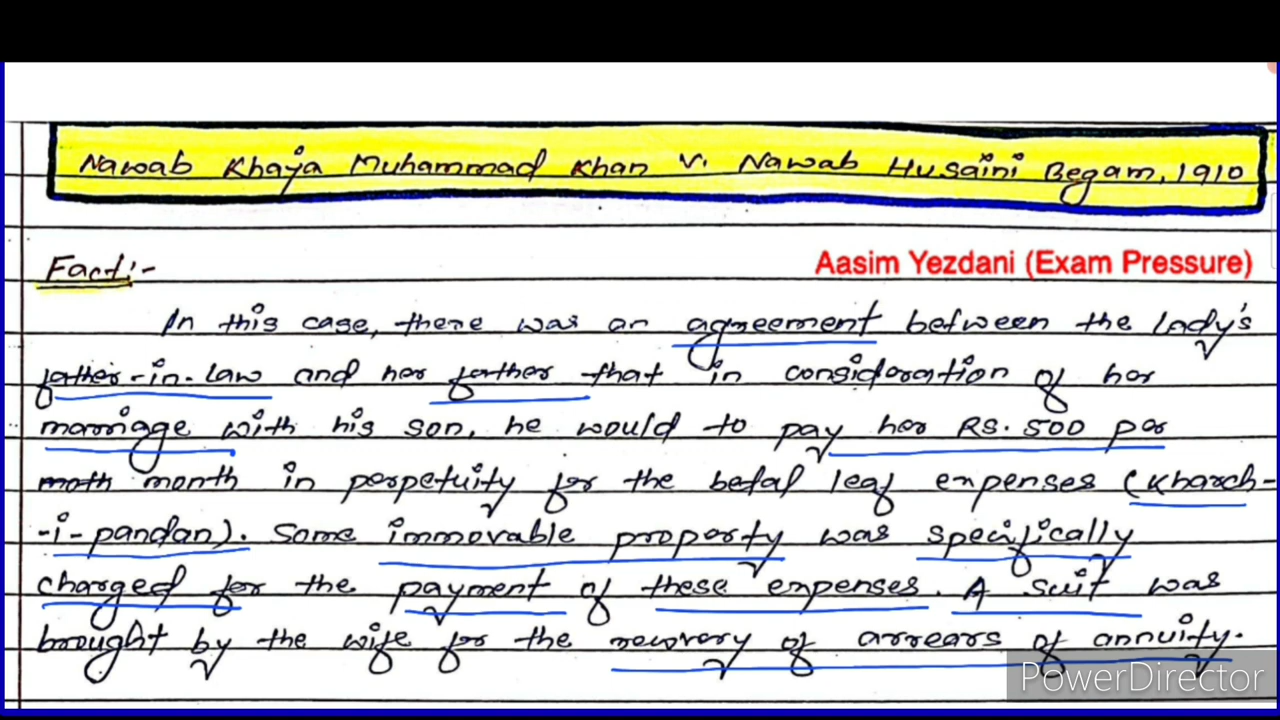 Nawab Khaja Muhammad Khan V. Nawab Husaini Begam, 1910
Fact:-
Aasim Yezdani (Exam Pressure)
In this case, there was an agreement between the lady's
father-in-law and her father that in consideration of her
marriage with his son, he would to pay her RS. 500 per
moth month in perpetuity for the betal leaf expenses (Kharch-
-i-pandan). Some immovable property was specifically
charged for the payment of these expenses. A suit was
brought by the wife for the recovery of arrears of annuity.
PowerDirector